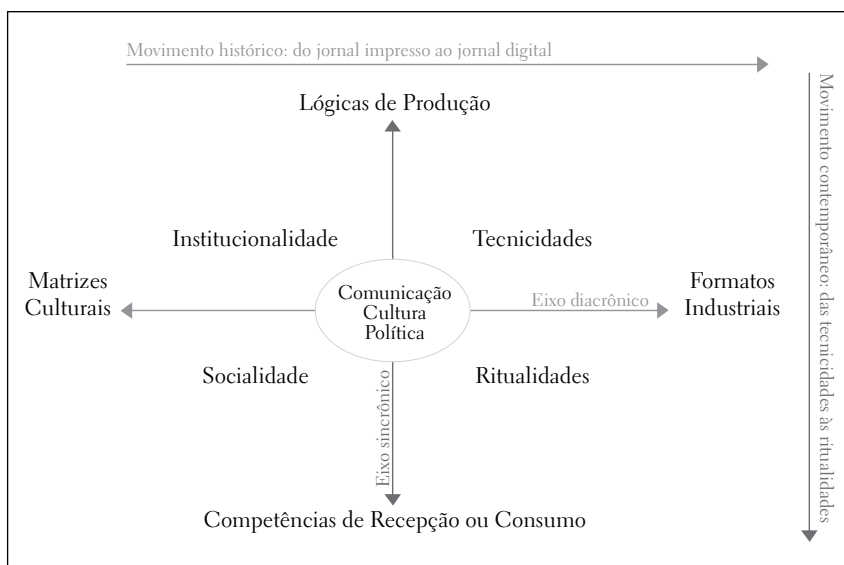 Movimento histórico: do jornal impresso ao jornal digital
Lógicas de Produção
Institucionalidade
Tecnicidades
Matrizes
Culturais
Comunicação
Cultura
Política
Eixo diacrônico
Formatos
Industriais
Socialidade
Ritualidades
Eixo sincrônico
Competências de Recepção ou Consumo
Movimento contemporâneo: das tecnicidades às ritualidades